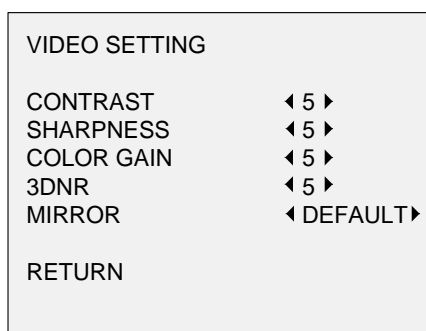 VIDEO SETTING
CONTRAST 5
SHARPNESS 5
COLOR GAIN 5
3DNR 5
MIRROR DEFAULT
RETURN